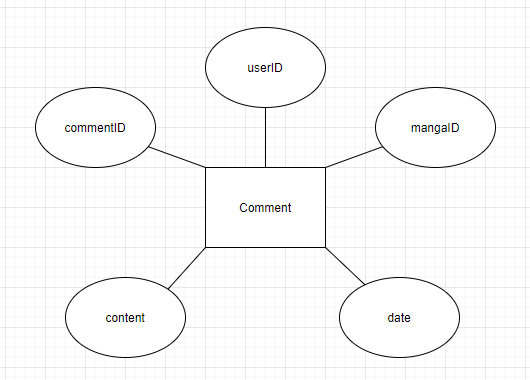 userID
commentID
mangaID
Comment
content
date